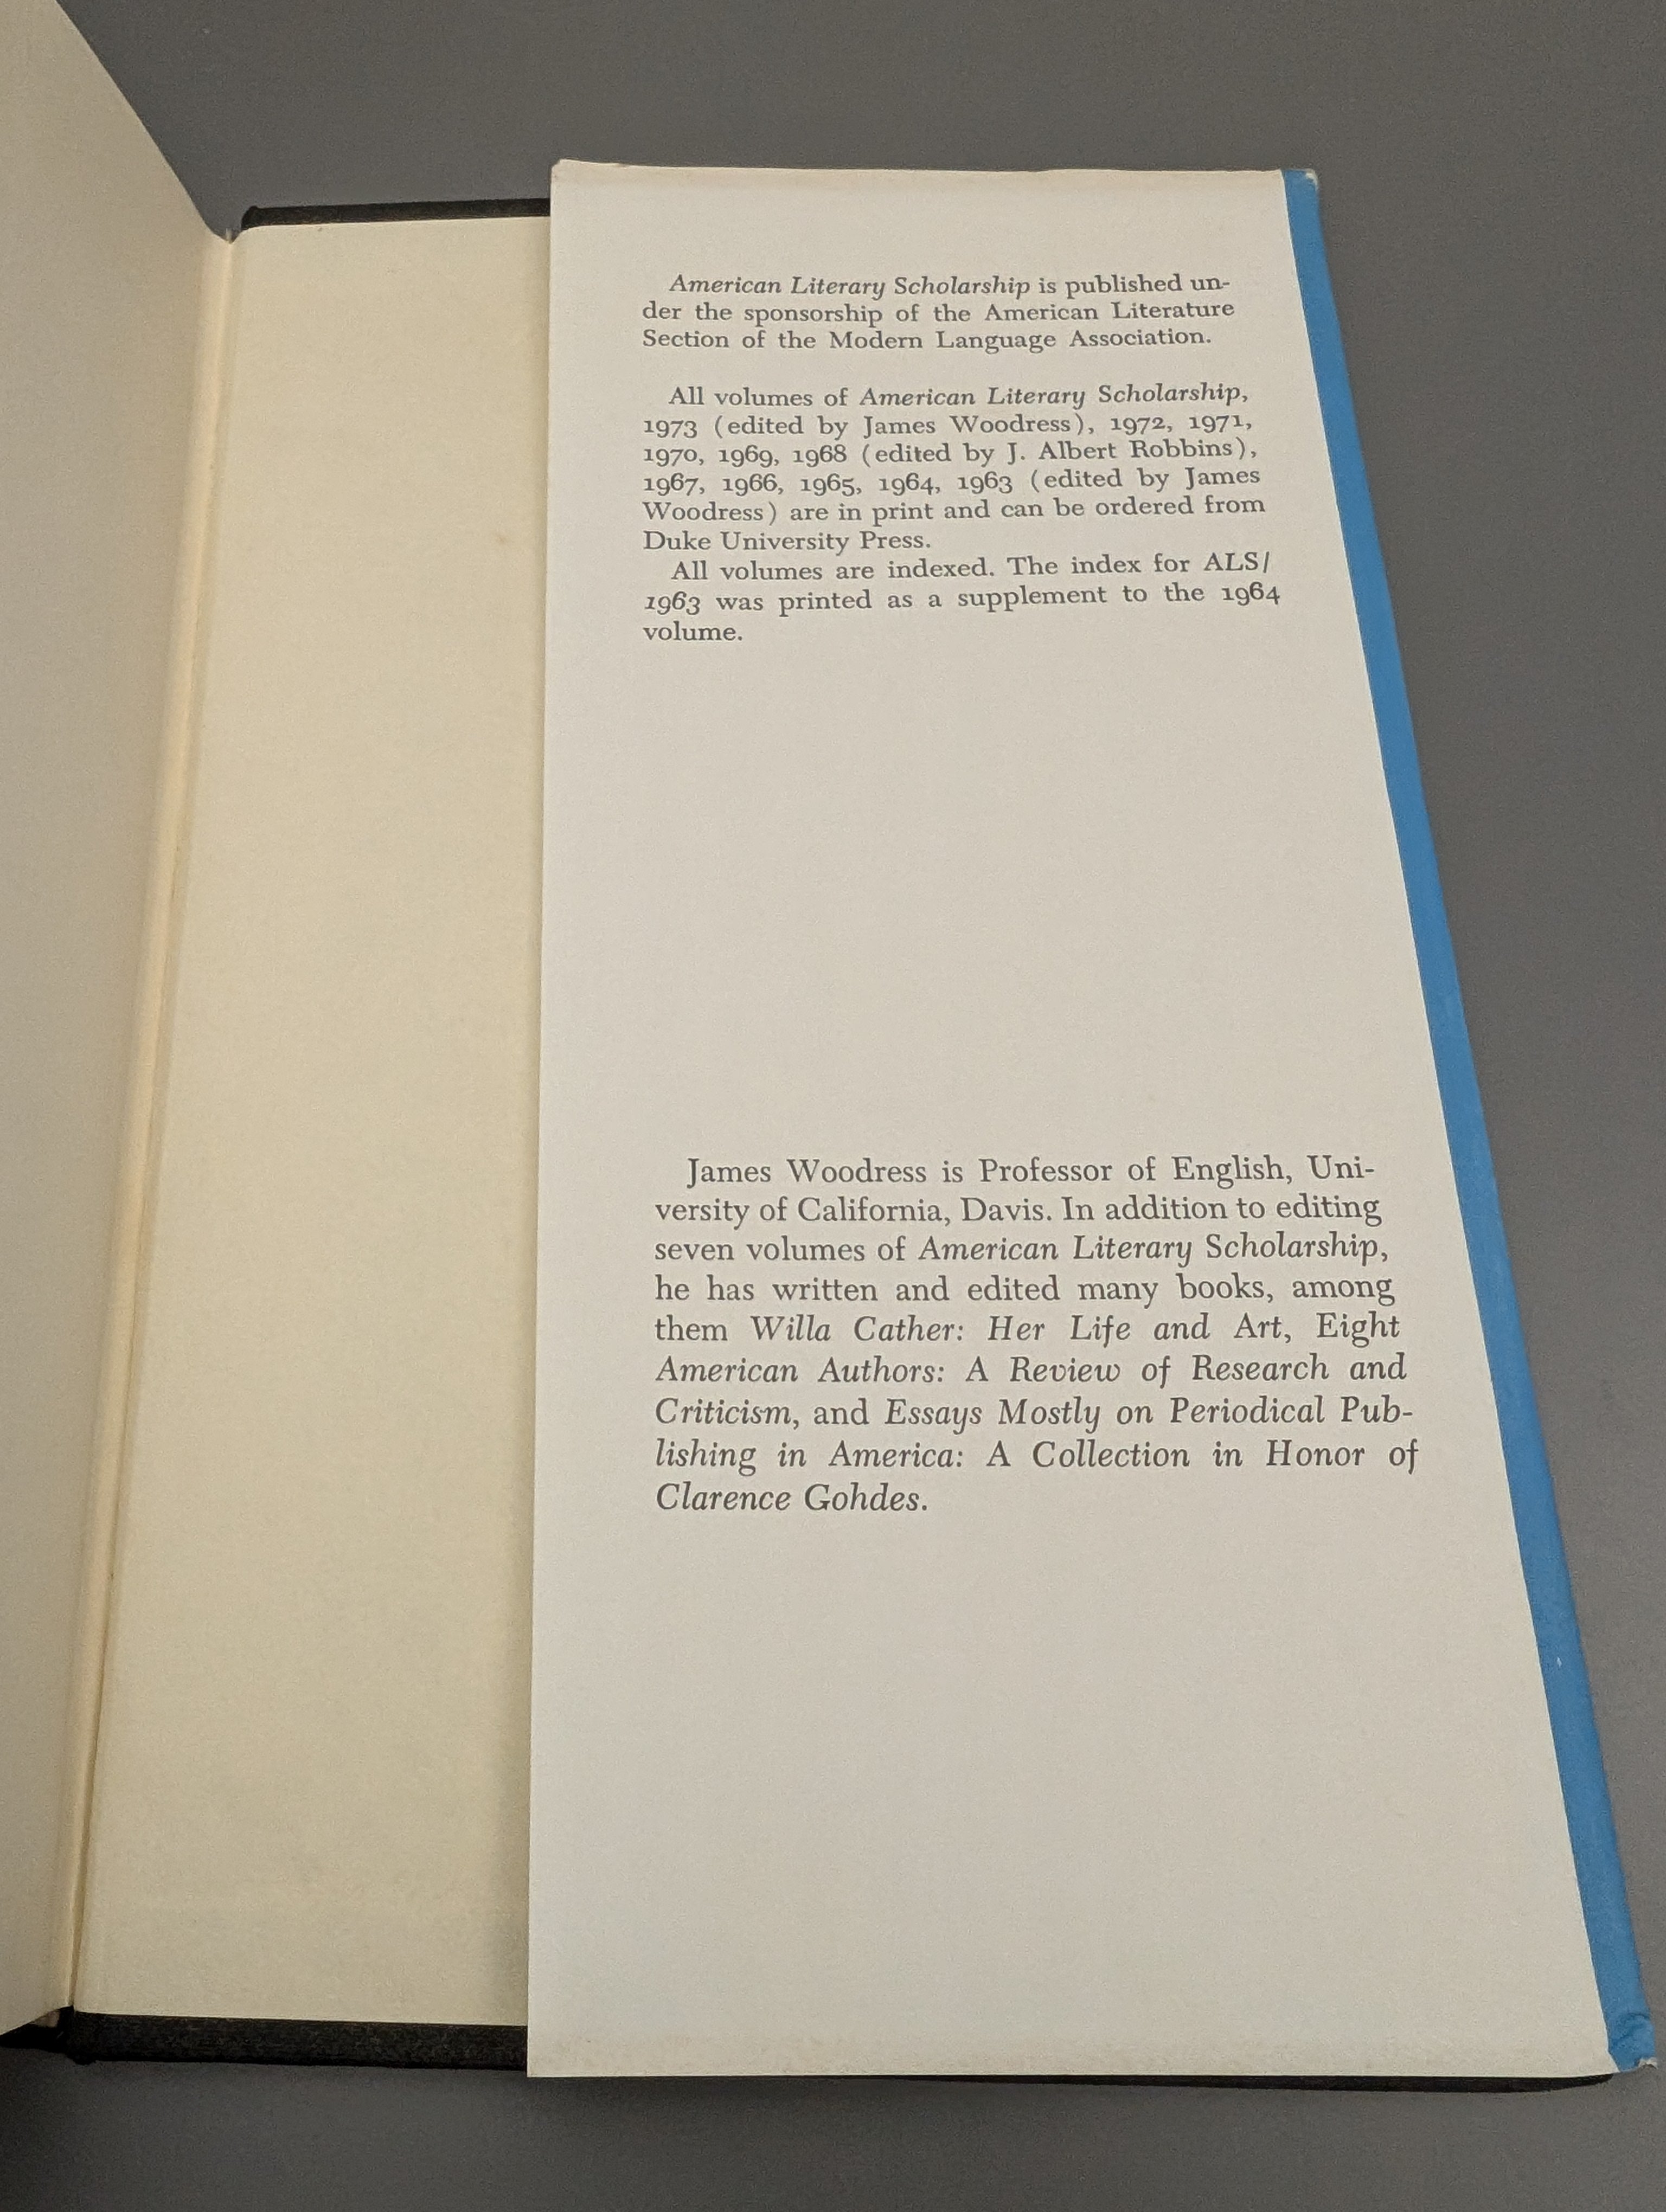 American Literary Scholarship is published un-
der the sponsorship of the American Literature
Section of the Modern Language Association.
All volumes of American Literary Scholarship,
1973 (edited by James Woodress), 1972, 1971,
1970, 1969, 1968 (edited by J. Albert Robbins),
1967, 1966, 1965, 1964, 1963 (edited by James
Woodress) are in print and can be ordered from
Duke University Press.
All volumes are indexed. The index for ALS/
1963 was printed as a supplement to the 1964
volume.
James Woodress is Professor of English, Uni-
versity of California, Davis. In addition to editing
seven volumes of American Literary Scholarship,
he has written and edited many books, among
them Willa Cather: Her Life and Art, Eight
American Authors: A Review of Research and
Criticism, and Essays Mostly on Periodical Pub-
lishing in America: A Collection in Honor of
Clarence Gohdes.